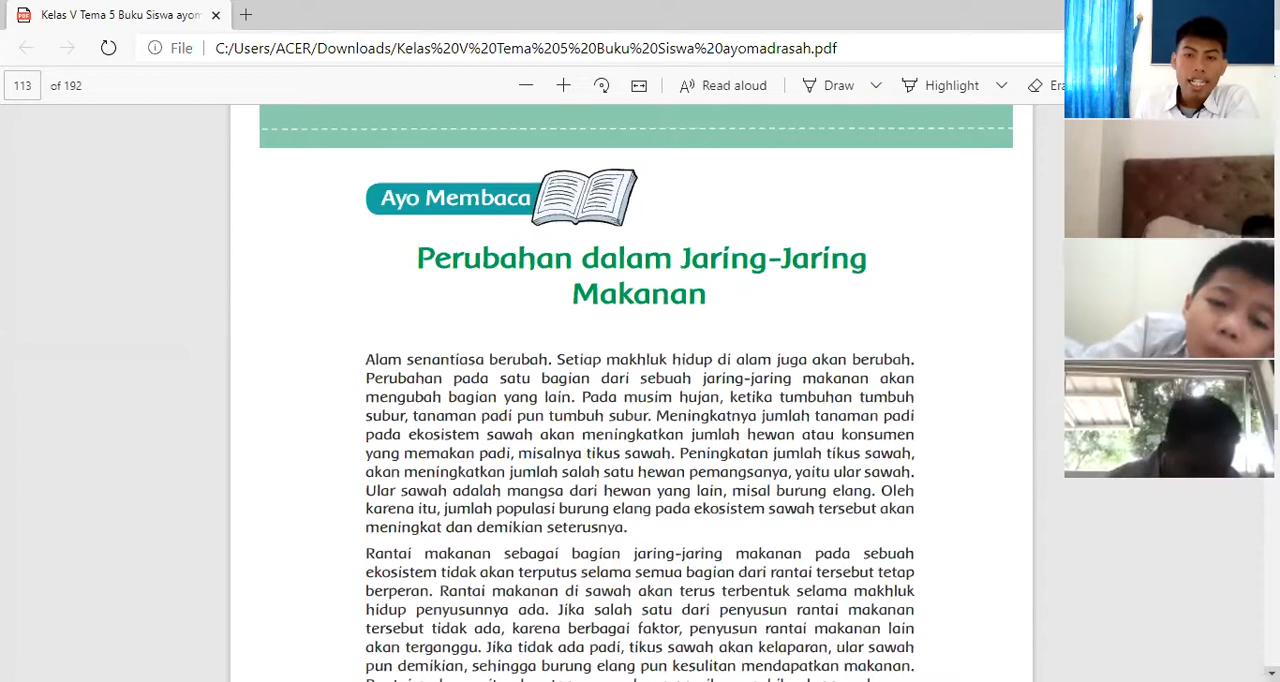 Kelas V Tema 5 Buku Siswa ayom
File
C:/Users/ACER/Downloads/Kelas%20V%20Tema%205%20Buku%20Siswa%20ayomadrasah.pdf
113 of 192
Read aloud
Draw
Highlight
Era
Ayo Membaca
Perubahan dalam Jaring-Jaring
Makanan
Alam senantiasa berubah. Setiap makhluk hidup di alam juga akan berubah.
Perubahan pada satu bagian dari sebuah jaring-jaring makanan akan
mengubah bagian yang lain. Pada musim hujan, ketika tumbuhan tumbuh
subur, tanaman padi pun tumbuh subur. Meningkatnya jumlah tanaman padi
pada ekosistem sawah akan meningkatkan jumlah hewan atau konsumen
yang memakan padi, misalnya tikus sawah. Peningkatan jumlah tikus sawah,
akan meningkatkan jumlah salah satu hewan pemangsanya, yaitu ular sawah.
Ular sawah adalah mangsa dari hewan yang lain, misal burung elang. Oleh
karena itu, jumlah populasi burung elang pada ekosistem sawah tersebut akan
meningkat dan demikian seterusnya.
Rantai makanan sebagai bagian jaring-jaring makanan pada sebuah
ekosistem tidak akan terputus selama semua bagian dari rantai tersebut tetap
berperan. Rantai makanan di sawah akan terus terbentuk selama makhluk
hidup penyusunnya ada. Jika salah satu dari penyusun rantai makanan
tersebut tidak ada, karena berbagai faktor, penyusun rantai makanan lain
akan terganggu. Jika tidak ada padi, tikus sawah akan kelaparan, ular sawah
pun demikian, sehingga burung elang pun kesulitan mendapatkan makanan.